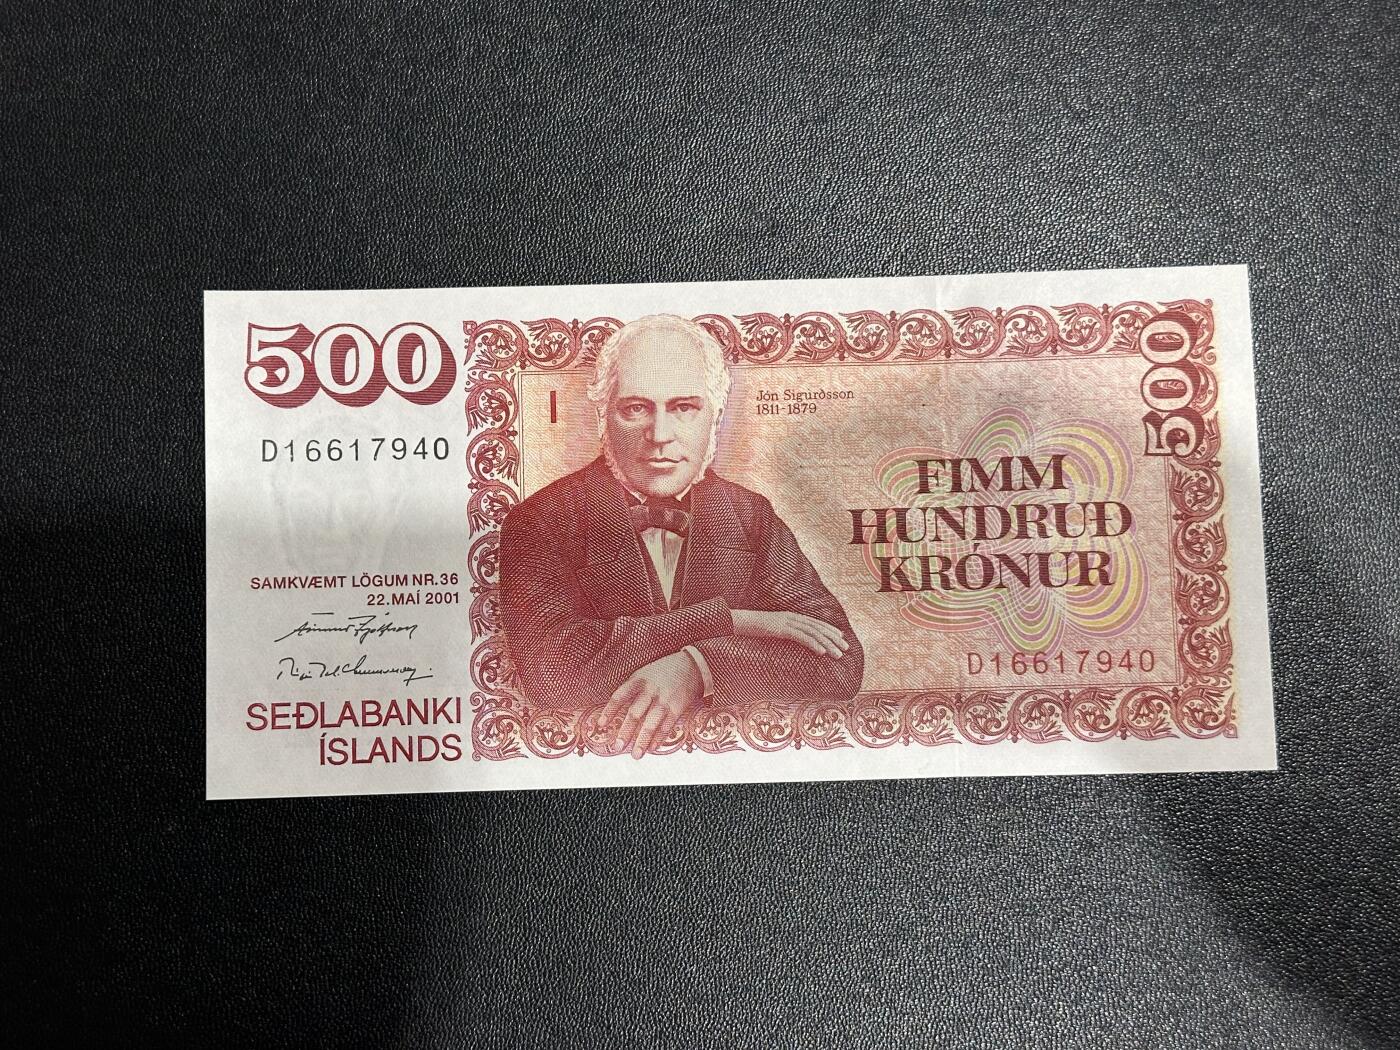 500
D16617940
SAMKVÆMT LÖGUM NR. 36
22. MAÍ 2001
SEÐLABANKI
ÍSLANDS
Jón Sigurðsson
1811-1879
500
FIMM
HUNDRUÐ
KRÓNUR
D16617940